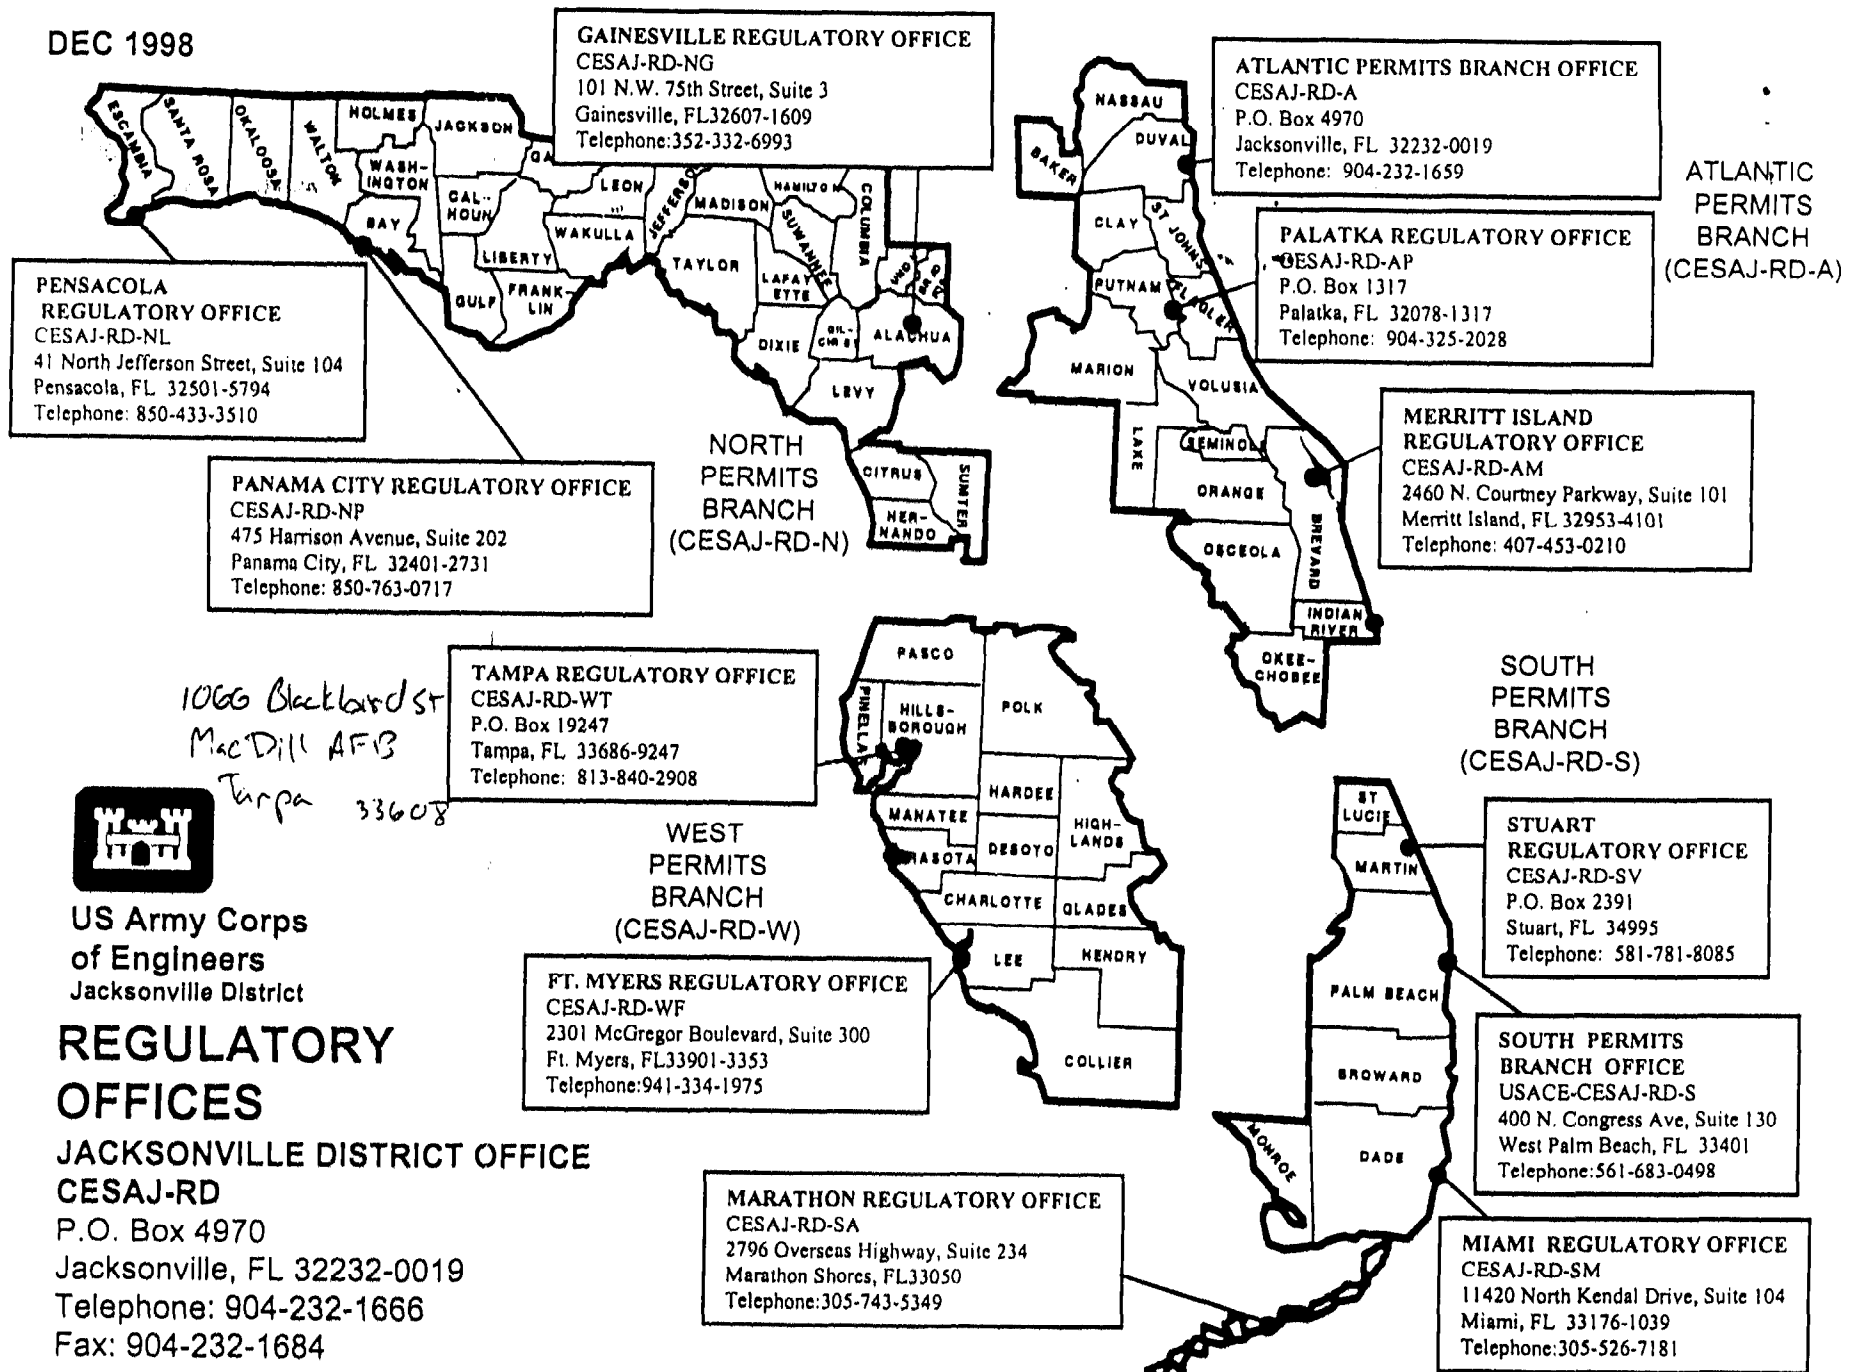 DEC 1998
GAINESVILLE REGULATORY OFFICE
CESAJ-RD-NG
101 N.W. 75th Street, Suite 3
Gainesville, FL32607-1609
Telephone:352-332-6993
ATLANTIC PERMITS BRANCH OFFICE
CESAJ-RD-A
P.O. Box 4970
Jacksonville, FL 32232-0019
Telephone: 904-232-1659
ATLANTIC
PERMITS
BRANCH
(CESAJ-RD-A)
PALATKA REGULATORY OFFICE
CESAJ-RD-AP
P.O. Box 1317
Palatka, FL 32078-1317
Telephone: 904-325-2028
MERRITT ISLAND
REGULATORY OFFICE
CESAJ-RD-AM
2460 N. Courtney Parkway, Suite 101
Merritt Island, FL 32953-4101
Telephone: 407-453-0210
PENSACOLA
REGULATORY OFFICE
CESAJ-RD-NL
41 North Jefferson Street, Suite 104
Pensacola, FL 32501-5794
Telephone: 850-433-3510
PANAMA CITY REGULATORY OFFICE
CESAJ-RD-NP
475 Harrison Avenue, Suite 202
Panama City, FL 32401-2731
Telephone: 850-763-0717
NORTH
PERMITS
BRANCH
(CESAJ-RD-N)
ESCAMBIA
SANTA ROSA
OKALOOSA
WALTON
HOLMES
JACKSON
WASH-
INGTON
BAY
CAL-
HOUN
GULF
LIBERTY
FRANK-
LIN
LEON
WAKULLA
JEFFERSO
MADISON
TAYLOR
HAMILTON
SUWANNEE
COLUMBIA
LAFAY
ETTE
DIXIE
GIL-
CHRIST
ALACHUA
LEVY
CITRUS
SUMTER
HER-
NANDO
NASSAU
BAKER
DUVAL
CLAY
ST JOHNS
PUTNAM
FLAGLER
MARION
VOLUSIA
LAKE
SEMINOLE
ORANGE
BREVARD
OSCEOLA
INDIAN
RIVER
OKEE-
CHOBEE
TAMPA REGULATORY OFFICE
CESAJ-RD-WT
P.O. Box 19247
Tampa, FL 33686-9247
Telephone: 813-840-2908
1066 Blackbird St
MacDill AFB
Tampa 33608
WEST
PERMITS
BRANCH
(CESAJ-RD-W)
PASCO
PINELLAS
HILLS-
BOROUGH
POLK
MANATEE
HARDEE
HIGH-
LANDS
RASOTA
DESOTO
CHARLOTTE
GLADES
LEE
HENDRY
COLLIER
FT. MYERS REGULATORY OFFICE
CESAJ-RD-WF
2301 McGregor Boulevard, Suite 300
Ft. Myers, FL33901-3353
Telephone:941-334-1975
SOUTH
PERMITS
BRANCH
(CESAJ-RD-S)
ST
LUCIE
MARTIN
PALM BEACH
BROWARD
DADE
MONROE
STUART
REGULATORY OFFICE
CESAJ-RD-SV
P.O. Box 2391
Stuart, FL 34995
Telephone: 581-781-8085
SOUTH PERMITS
BRANCH OFFICE
USACE-CESAJ-RD-S
400 N. Congress Ave, Suite 130
West Palm Beach, FL 33401
Telephone:561-683-0498
MARATHON REGULATORY OFFICE
CESAJ-RD-SA
2796 Overseas Highway, Suite 234
Marathon Shores, FL33050
Telephone:305-743-5349
MIAMI REGULATORY OFFICE
CESAJ-RD-SM
11420 North Kendal Drive, Suite 104
Miami, FL 33176-1039
Telephone:305-526-7181
US Army Corps
of Engineers
Jacksonville District
REGULATORY
OFFICES
JACKSONVILLE DISTRICT OFFICE
CESAJ-RD
P.O. Box 4970
Jacksonville, FL 32232-0019
Telephone: 904-232-1666
Fax: 904-232-1684